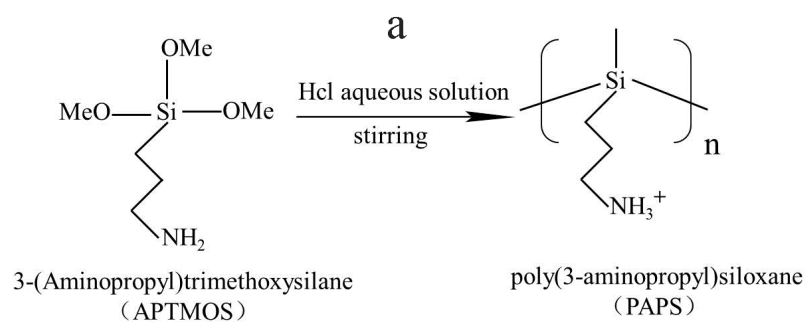 a
OMe
MeO Si OMe
NH2
3-(Aminopropyl)trimethoxysilane
(APTMOS)
Hcl aqueous solution
stirring
Si
n
NH3+
poly(3-aminopropyl)siloxane
(PAPS)